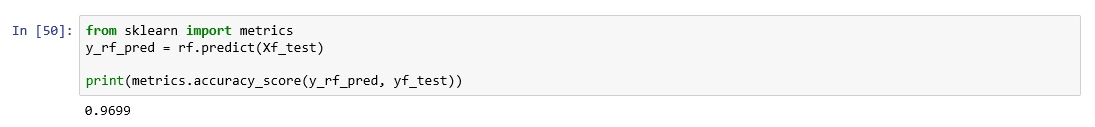 In [50]: from sklearn import metrics
y_rf_pred = rf.predict(Xf_test)
print(metrics.accuracy_score(y_rf_pred, yf_test))
0.9699